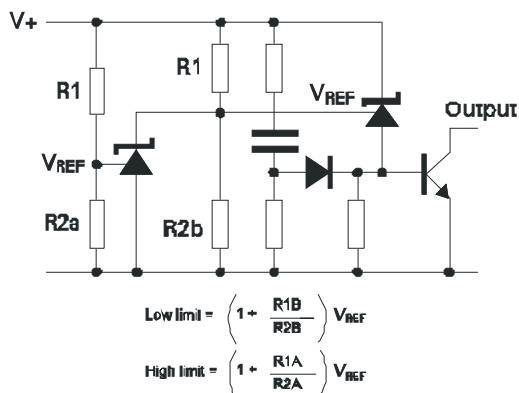 V+
R1
R1
VREF
Output
VREF
R2a
R2b
Low limit = (1 + R1B / R2B) VREF
High limit = (1 + R1A / R2A) VREF